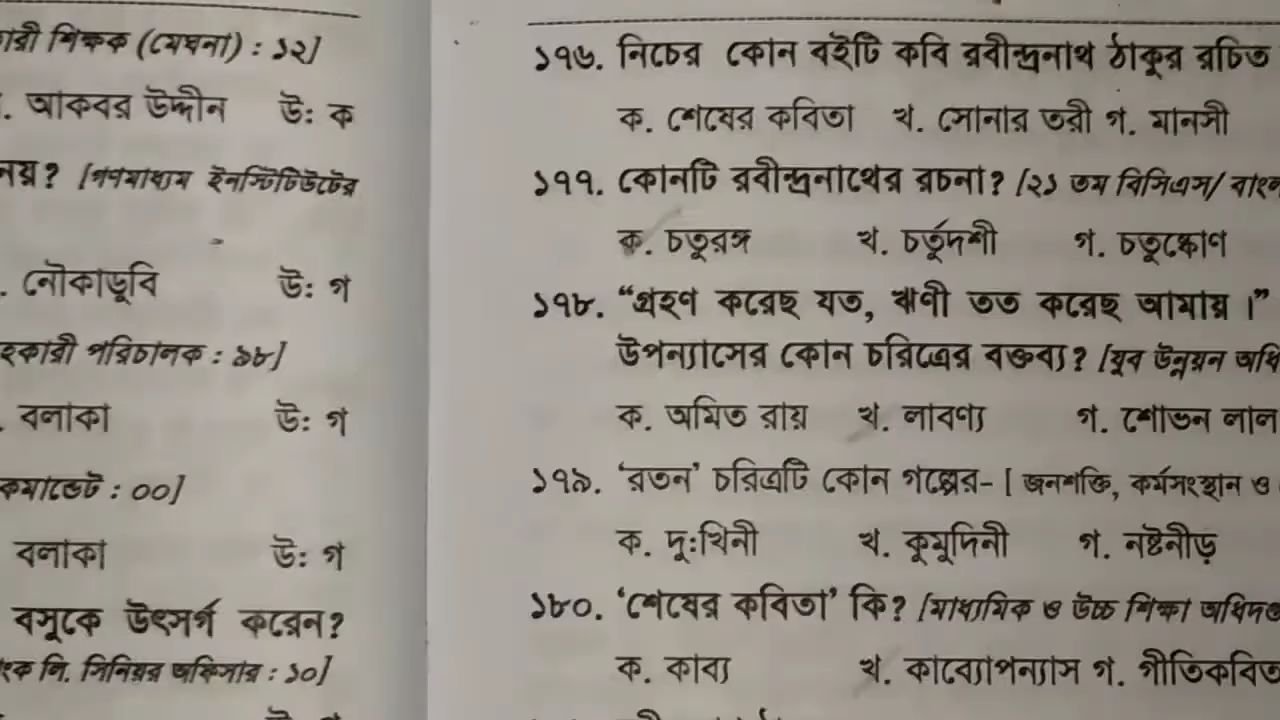 ারী শিক্ষক (মেঘনা) : ১২]
. আকবর উদ্দীন উ: ক
নয়? [গণমাধ্যম ইনস্টিটিউটের
. নৌকাডুবি উ: গ
হকারী পরিচালক : ৯৮]
. বলাকা উ: গ
কমান্ডেট : ০০]
বলাকা উ: গ
বসুকে উৎসর্গ করেন?
ংক লি. সিনিয়র অফিসার : ১০]
উ: গ
১৭৬. নিচের কোন বইটি কবি রবীন্দ্রনাথ ঠাকুর রচিত
ক. শেষের কবিতা খ. সোনার তরী গ. মানসী
১৭৭. কোনটি রবীন্দ্রনাথের রচনা? [২১ তম বিসিএস/ বাংল
ক. চতুরঙ্গ খ. চর্তুদশী গ. চতুষ্কোণ
১৭৮. “গ্রহণ করেছ যত, ঋণী তত করেছ আমায়।”
উপন্যাসের কোন চরিত্রের বক্তব্য? [যুব উন্নয়ন অধি
ক. অমিত রায় খ. লাবণ্য গ. শোভন লাল
১৭৯. ‘রতন’ চরিত্রটি কোন গল্পের- [ জনশক্তি, কর্মসংস্থান ও
ক. দু:খিনী খ. কুমুদিনী গ. নষ্টনীড়
১৮০. ‘শেষের কবিতা’ কি? [মাধ্যমিক ও উচ্চ শিক্ষা অধিদপ্ত
ক. কাব্য খ. কাব্যোপন্যাস গ. গীতিকবিত